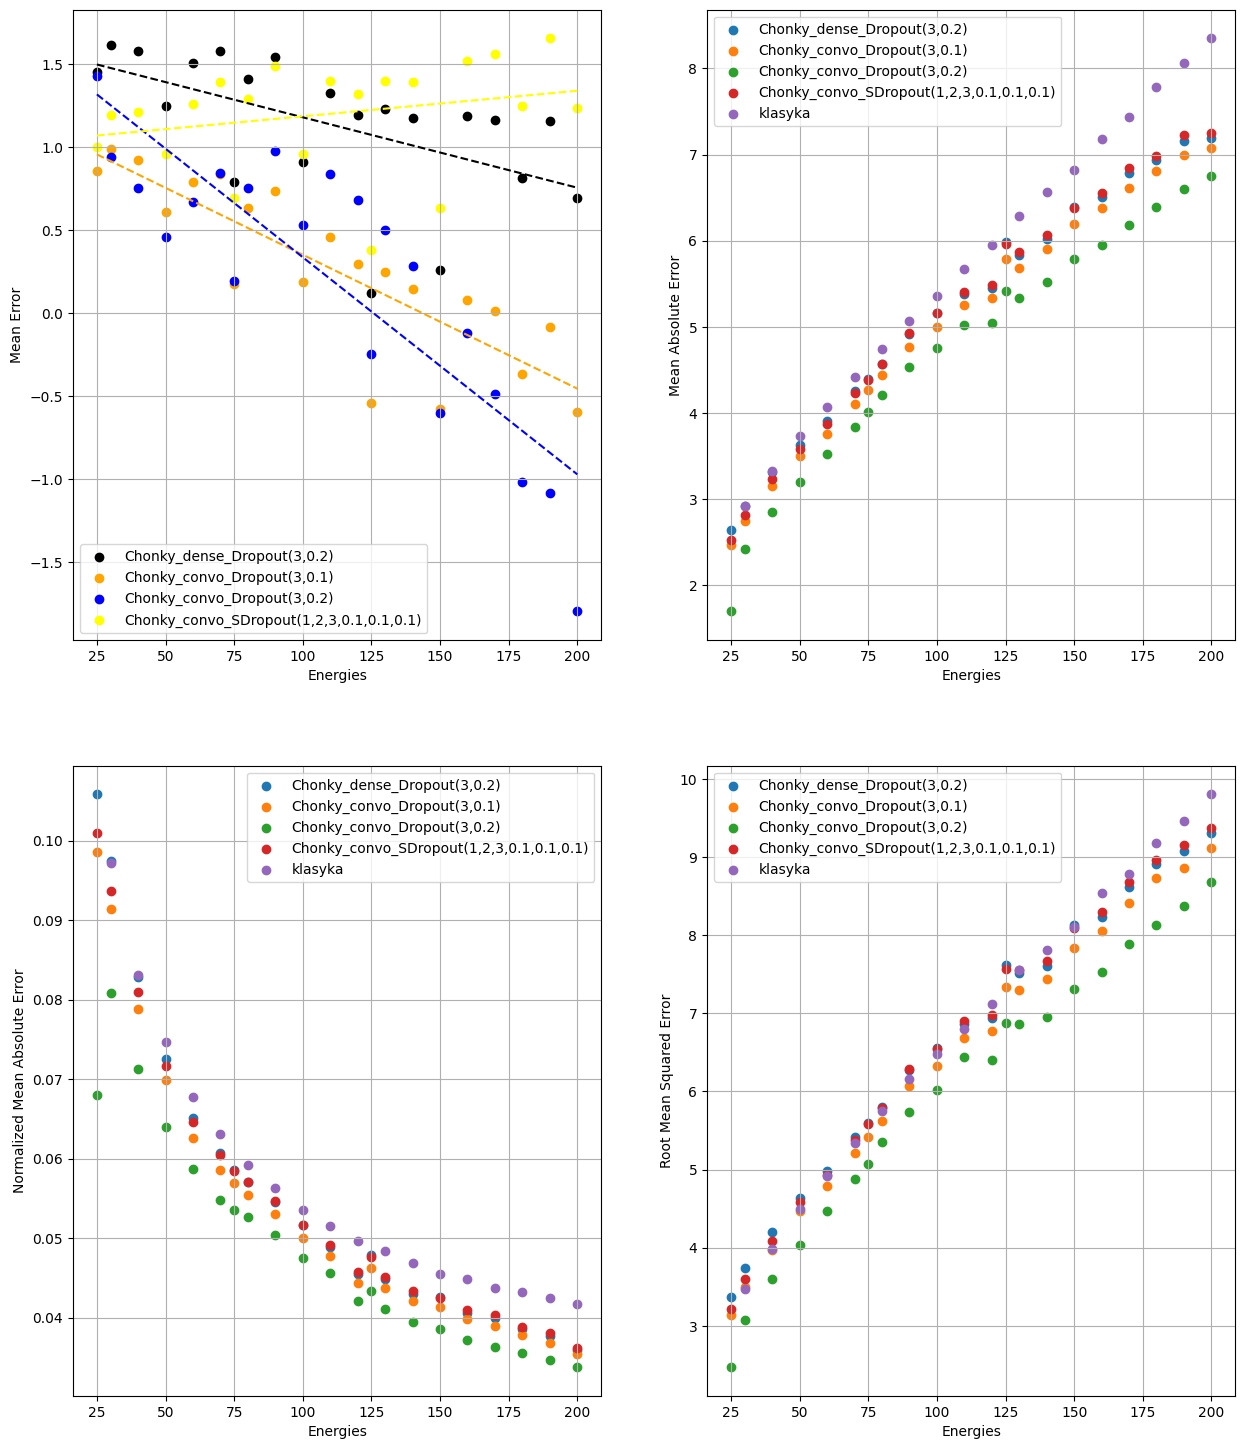 1.5
1.0
0.5
0.0
−0.5
−1.0
−1.5
Mean Error
Chonky_dense_Dropout(3,0.2)
Chonky_convo_Dropout(3,0.1)
Chonky_convo_Dropout(3,0.2)
Chonky_convo_SDropout(1,2,3,0.1,0.1,0.1)
25 50 75 100 125 150 175 200
Energies
Chonky_dense_Dropout(3,0.2)
Chonky_convo_Dropout(3,0.1)
Chonky_convo_Dropout(3,0.2)
Chonky_convo_SDropout(1,2,3,0.1,0.1,0.1)
klasyka
8
7
6
5
4
3
2
Mean Absolute Error
25 50 75 100 125 150 175 200
Energies
Chonky_dense_Dropout(3,0.2)
Chonky_convo_Dropout(3,0.1)
Chonky_convo_Dropout(3,0.2)
Chonky_convo_SDropout(1,2,3,0.1,0.1,0.1)
klasyka
0.10
0.09
0.08
0.07
0.06
0.05
0.04
Normalized Mean Absolute Error
25 50 75 100 125 150 175 200
Energies
Chonky_dense_Dropout(3,0.2)
Chonky_convo_Dropout(3,0.1)
Chonky_convo_Dropout(3,0.2)
Chonky_convo_SDropout(1,2,3,0.1,0.1,0.1)
klasyka
10
9
8
7
6
5
4
3
Root Mean Squared Error
25 50 75 100 125 150 175 200
Energies